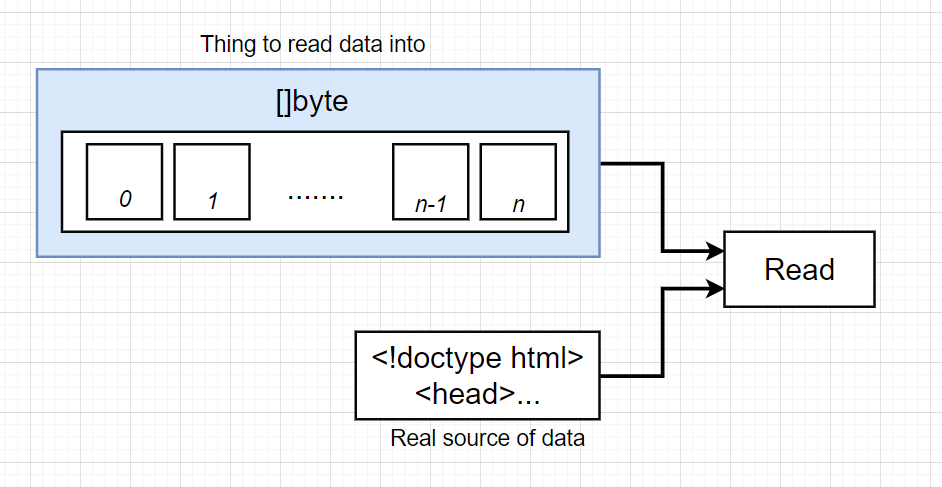 Thing to read data into
[]byte
0 1 ....... n-1 n
Read
<!doctype html>
<head>...
Real source of data